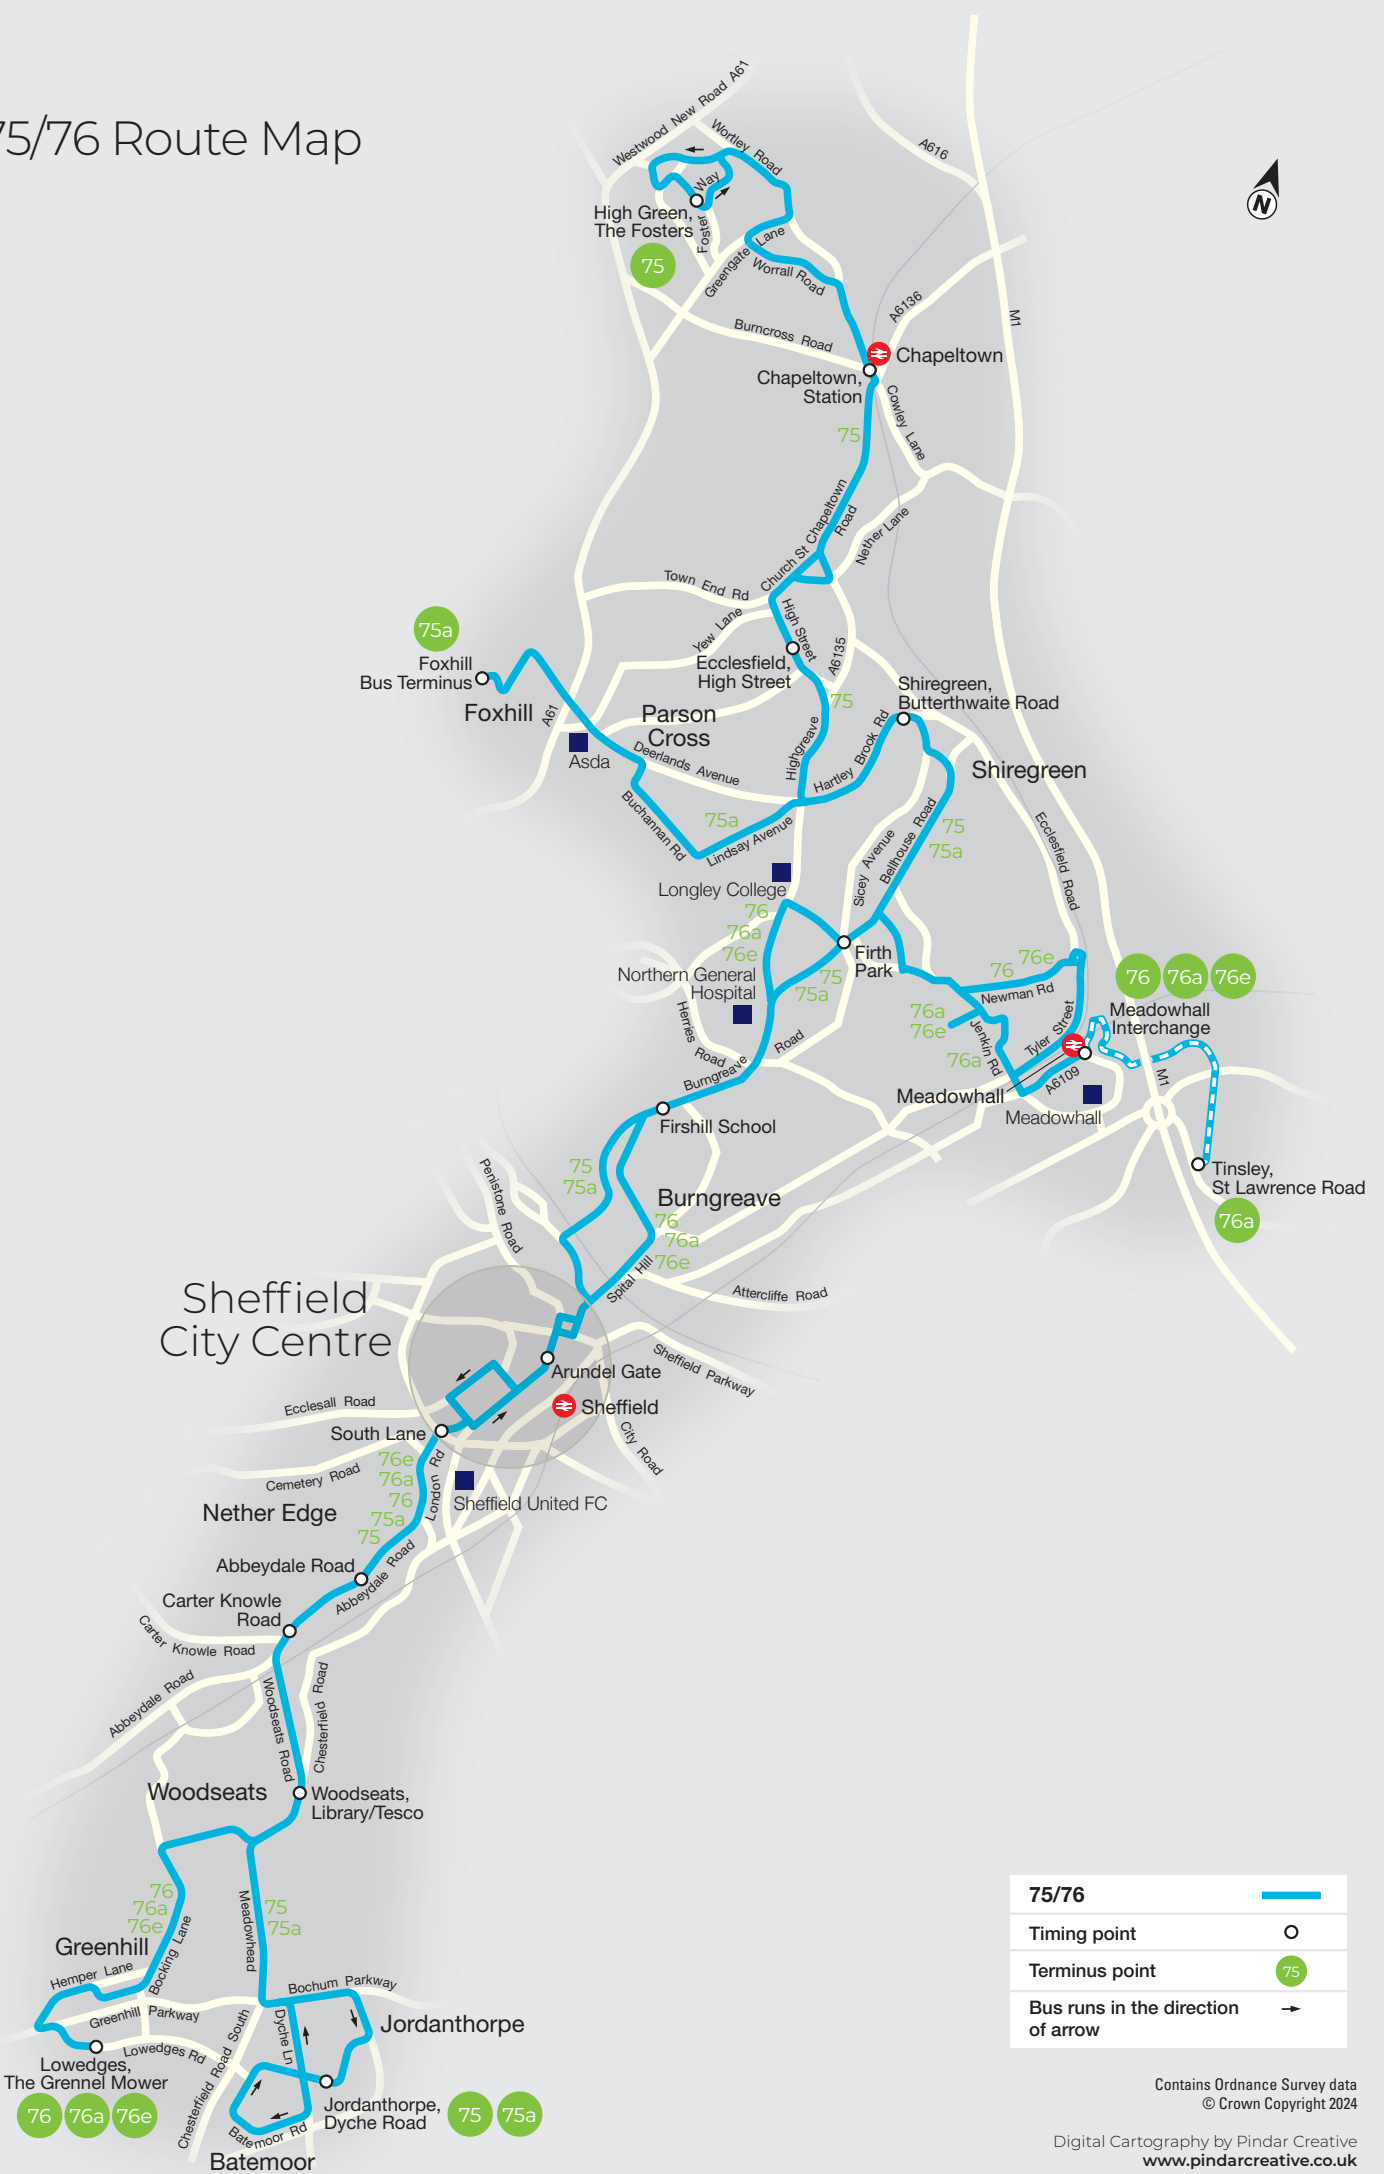 75/76 Route Map
Westwood New Road A61
Wortley Road
A616
N
Way
High Green,
The Fosters
Foster
75
Greengate Lane
Worrall Road
A6136
M1
Burncross Road
Chapeltown
Chapeltown,
Station
Cowley Lane
75
Chapeltown
Road
Church St
Nether Lane
Town End Rd
High Street
Yew Lane
A6135
75a
Foxhill
Bus Terminus
Ecclesfield,
High Street
Shiregreen,
Butterthwaite Road
75
Foxhill
A61
Parson
Cross
Asda
Deerlands Avenue
Highgreave
Hartley Brook Rd
Shiregreen
Buchannan Rd
75a
Lindsay Avenue
Sicey Avenue
Bellhouse Road
75
75a
Ecclesfield Road
Longley College
76
76a
76e
Firth
Park
Northern General
Hospital
75
75a
76
76e
Newman Rd
76
76a
76e
Meadowhall
Interchange
Herries
Road
Burngreave
Road
76a
76e
Jenkin Rd
76a
Tyler Street
A6109
M1
Meadowhall
Meadowhall
Firshill School
75
75a
Tinsley,
St Lawrence Road
76a
Penistone Road
Burngreave
76
76a
76e
Spital Hill
Attercliffe Road
Sheffield
City Centre
Arundel Gate
Sheffield Parkway
Ecclesall Road
Sheffield
South Lane
City Road
Cemetery Road
76e
76a
76
75a
75
London Rd
Sheffield United FC
Nether Edge
Abbeydale Road
Abbeydale Road
Carter Knowle
Road
Carter Knowle Road
Abbeydale Road
Woodseats Road
Chesterfield Road
Woodseats
Woodseats,
Library/Tesco
76
76a
76e
Meadowhead
75
75a
Bocking Lane
Greenhill
Hemper Lane
Bochum Parkway
Greenhill Parkway
Dyche Ln
Jordanthorpe
Lowedges Rd
Chesterfield Road South
Lowedges,
The Grennel Mower
76
76a
76e
Jordanthorpe,
Dyche Road
75
75a
Batemoor Rd
Batemoor
75/76
Timing point
Terminus point
75
Bus runs in the direction
of arrow
Contains Ordnance Survey data
© Crown Copyright 2024
Digital Cartography by Pindar Creative
www.pindarcreative.co.uk